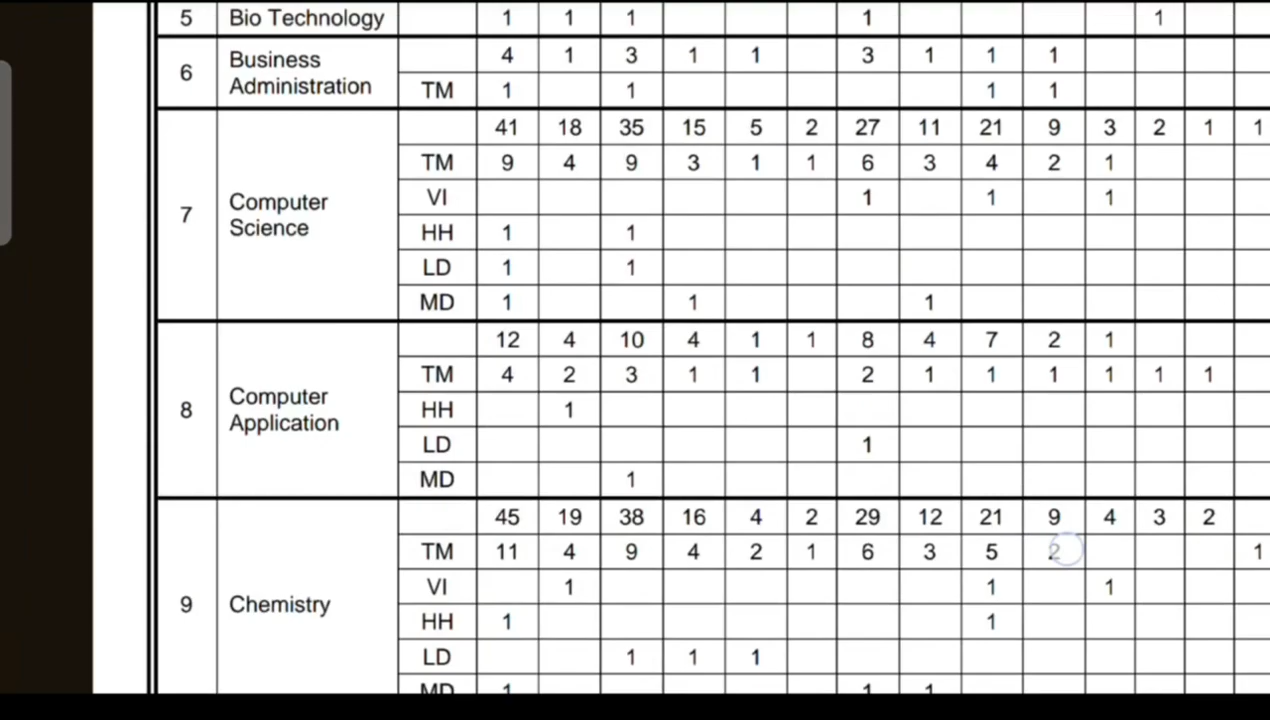 5 Bio Technology 1 1 1 1 1
6 Business Administration 4 1 3 1 1 3 1 1 1
TM 1 1 1 1
7 Computer Science 41 18 35 15 5 2 27 11 21 9 3 2 1 1
TM 9 4 9 3 1 1 6 3 4 2 1
VI 1 1 1
HH 1 1
LD 1 1
MD 1 1 1
8 Computer Application 12 4 10 4 1 1 8 4 7 2 1
TM 4 2 3 1 1 2 1 1 1 1 1 1
HH 1
LD 1
MD 1
9 Chemistry 45 19 38 16 4 2 29 12 21 9 4 3 2
TM 11 4 9 4 2 1 6 3 5 2 1
VI 1 1 1
HH 1 1
LD 1 1 1
MD 1 1 1